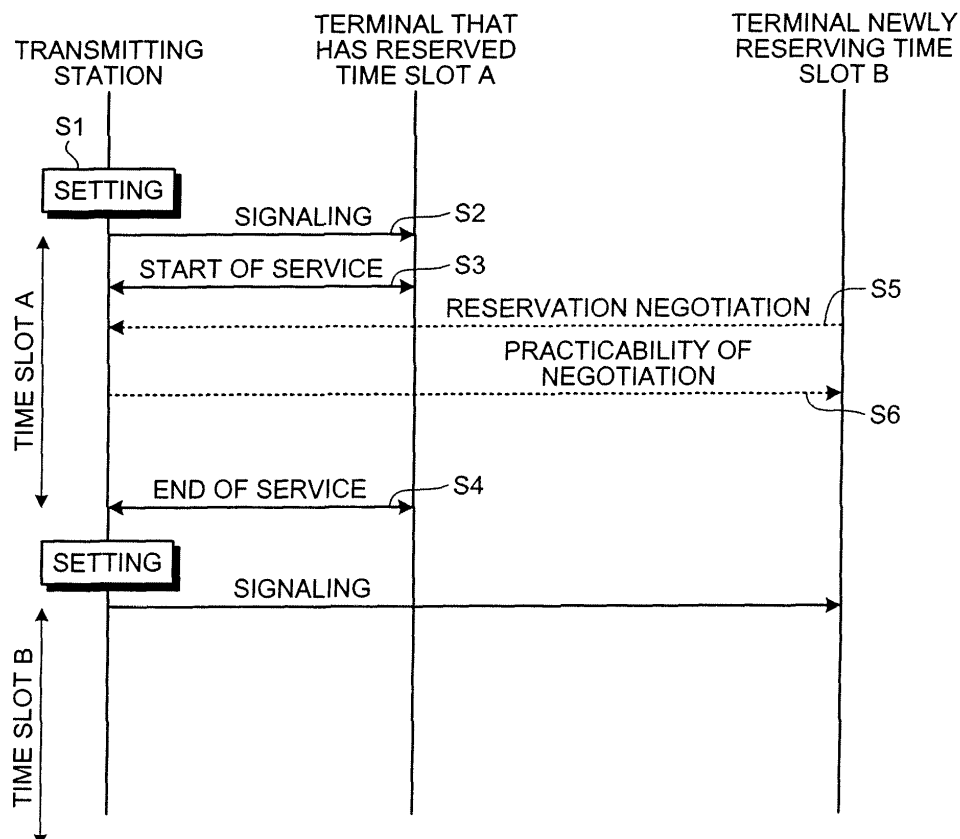 TRANSMITTING
STATION
TERMINAL THAT
HAS RESERVED
TIME SLOT A
TERMINAL NEWLY
RESERVING TIME
SLOT B
S1
SETTING
SIGNALING
S2
START OF SERVICE
S3
RESERVATION NEGOTIATION
S5
PRACTICABILITY OF
NEGOTIATION
S6
TIME SLOT A
END OF SERVICE
S4
SETTING
SIGNALING
TIME SLOT B